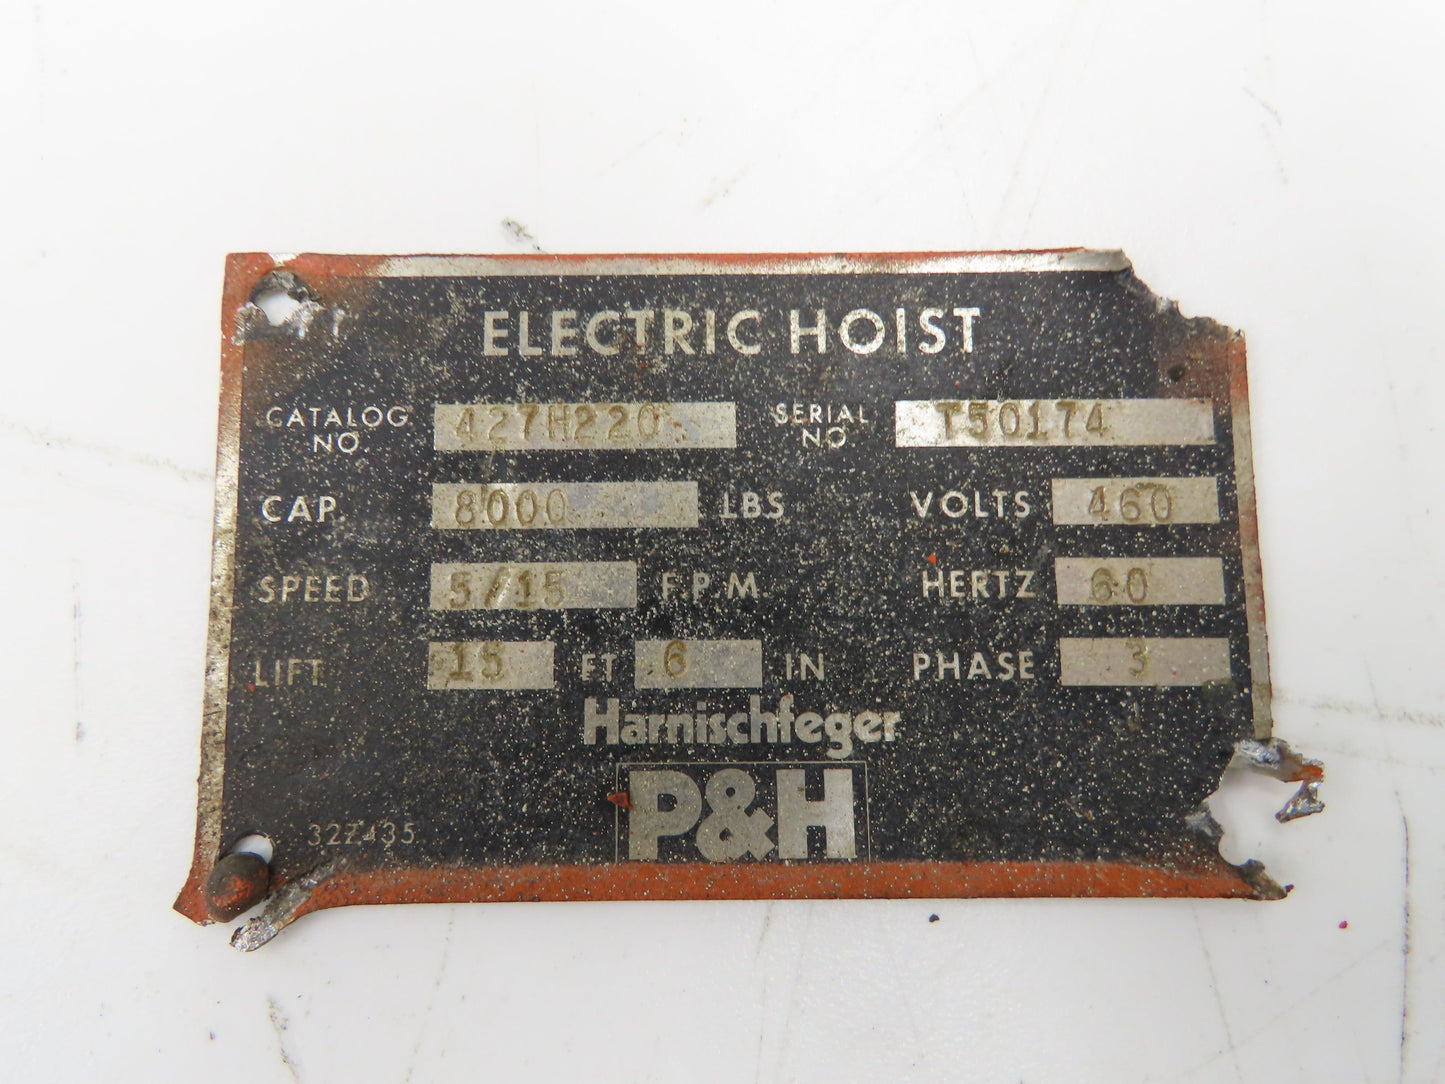 ELECTRIC HOIST
CATALOG NO. 427H220 SERIAL NO T50174
CAP. 8000 LBS VOLTS 460
SPEED 5/15 F.P.M. HERTZ 60
LIFT 15 FT 6 IN PHASE 3
Harnischfeger
P&H
32Z435